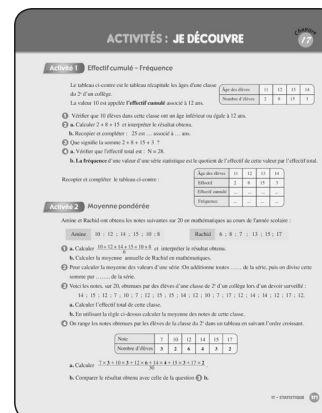 CHAPITRE
17
ACTIVITÉS : JE DÉCOUVRE
Activité 1 Effectif cumulé – Fréquence
Le tableau ci-contre est le tableau récapitule les âges d'une classe
du 2e d'un collège.
La valeur 10 est appelée l'effectif cumulé associé à 12 ans.
Âge des élèves 11 12 13 14
Nombre d'élèves 2 8 15 3
1 Vérifier que 10 élèves dans cette classe ont un âge inférieur ou égale à 12 ans.
2 a. Calculer 2 + 8 + 15 et interpréter le résultat obtenu.
b. Recopier et compléter : 25 est ... associé à ... ans.
3 Que signifie la somme 2 + 8 + 15 + 3 ?
4 a. Vérifier que l'effectif total est : N = 28.
b. La fréquence d'une valeur d'une série statistique est le quotient de l'effectif de cette valeur par l'effectif total.
Recopier et compléter le tableau ci-contre :
Âge des élèves 11 12 13 14
Effectif 2 8 15 3
Effectif cumulé ... ... ... ...
Fréquence ... ... ... ...
Activité 2 Moyenne pondérée
Amine et Rachid ont obtenu les notes suivantes sur 20 en mathématiques au cours de l'année scolaire :
Amine 10 ; 12 ; 14 ; 15 ; 10 ; 8 Rachid 6 ; 8 ; 7 ; 13 ; 15 ; 17
1 a. Calculer (10 + 12 + 14 + 15 + 10 + 8)/6 et interpréter le résultat obtenu.
b. Calculer la moyenne annuelle de Rachid en mathématiques.
2 Pour calculer la moyenne des valeurs d'une série :On additionne toutes ...... de la série, puis on divise cette
somme par ........ de la série.
3 Voici les notes, sur 20, obtenues par des élèves d'une classe de 2e d'un collège lors d'un devoir surveillé :
14 ; 15 ; 12 ; 7 ; 10 ; 7 ; 12 ; 15 ; 15 ; 14 ; 12 ; 10 ; 7 ; 17 ; 12 ; 14 ; 14 ; 12 ; 17 ; 12.
a. Calculer l'effectif total de cette classe.
b. En utilisant la règle ci-dessus calculer la moyenne des notes de cette classe.
4 On range les notes obtenues par les élèves de la classe du 2e dans un tableau en suivant l'ordre croissant.
Note 7 10 12 14 15 17
Nombre d'élèves 3 2 6 4 3 2
a. Calculer (7 × 3 + 10 × 3 + 12 × 6 + 14 × 4 + 15 × 3 + 17 × 2)/20
b. Comparer le résultat obtenu avec celle de la question 3 b.
17 – STATISTIQUE 171